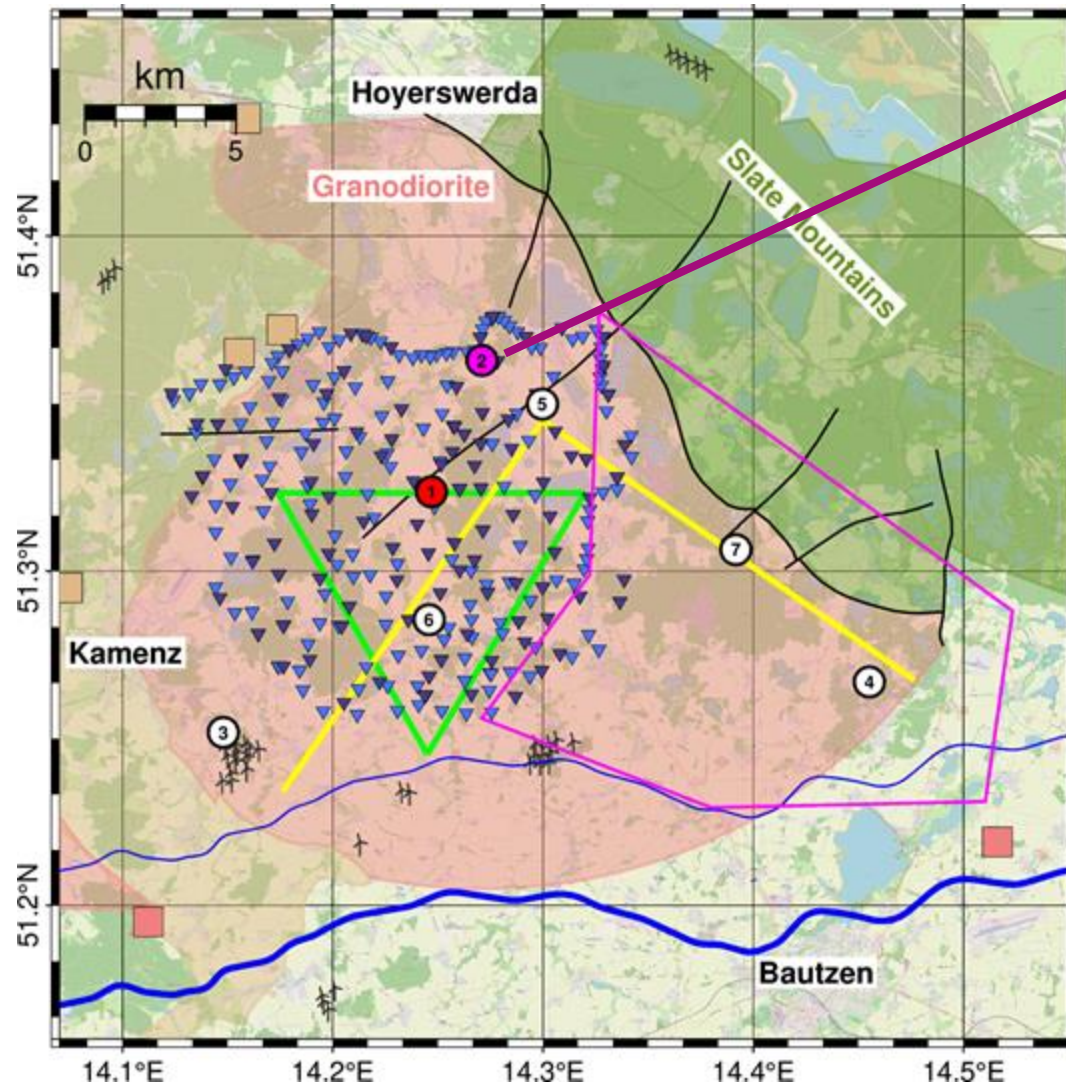 km
0 5
Hoyerswerda
Granodiorite
Slate Mountains
51.4°N
2
5
1
7
51.3°N
6
Kamenz
4
3
51.2°N
Bautzen
14.1°E 14.2°E 14.3°E 14.4°E 14.5°E